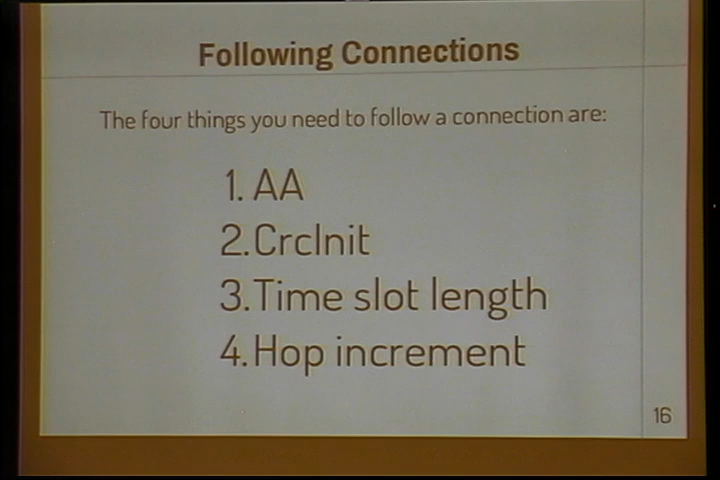 Following Connections
The four things you need to follow a connection are:
1. AA
2. CrcInit
3. Time slot length
4. Hop increment
16